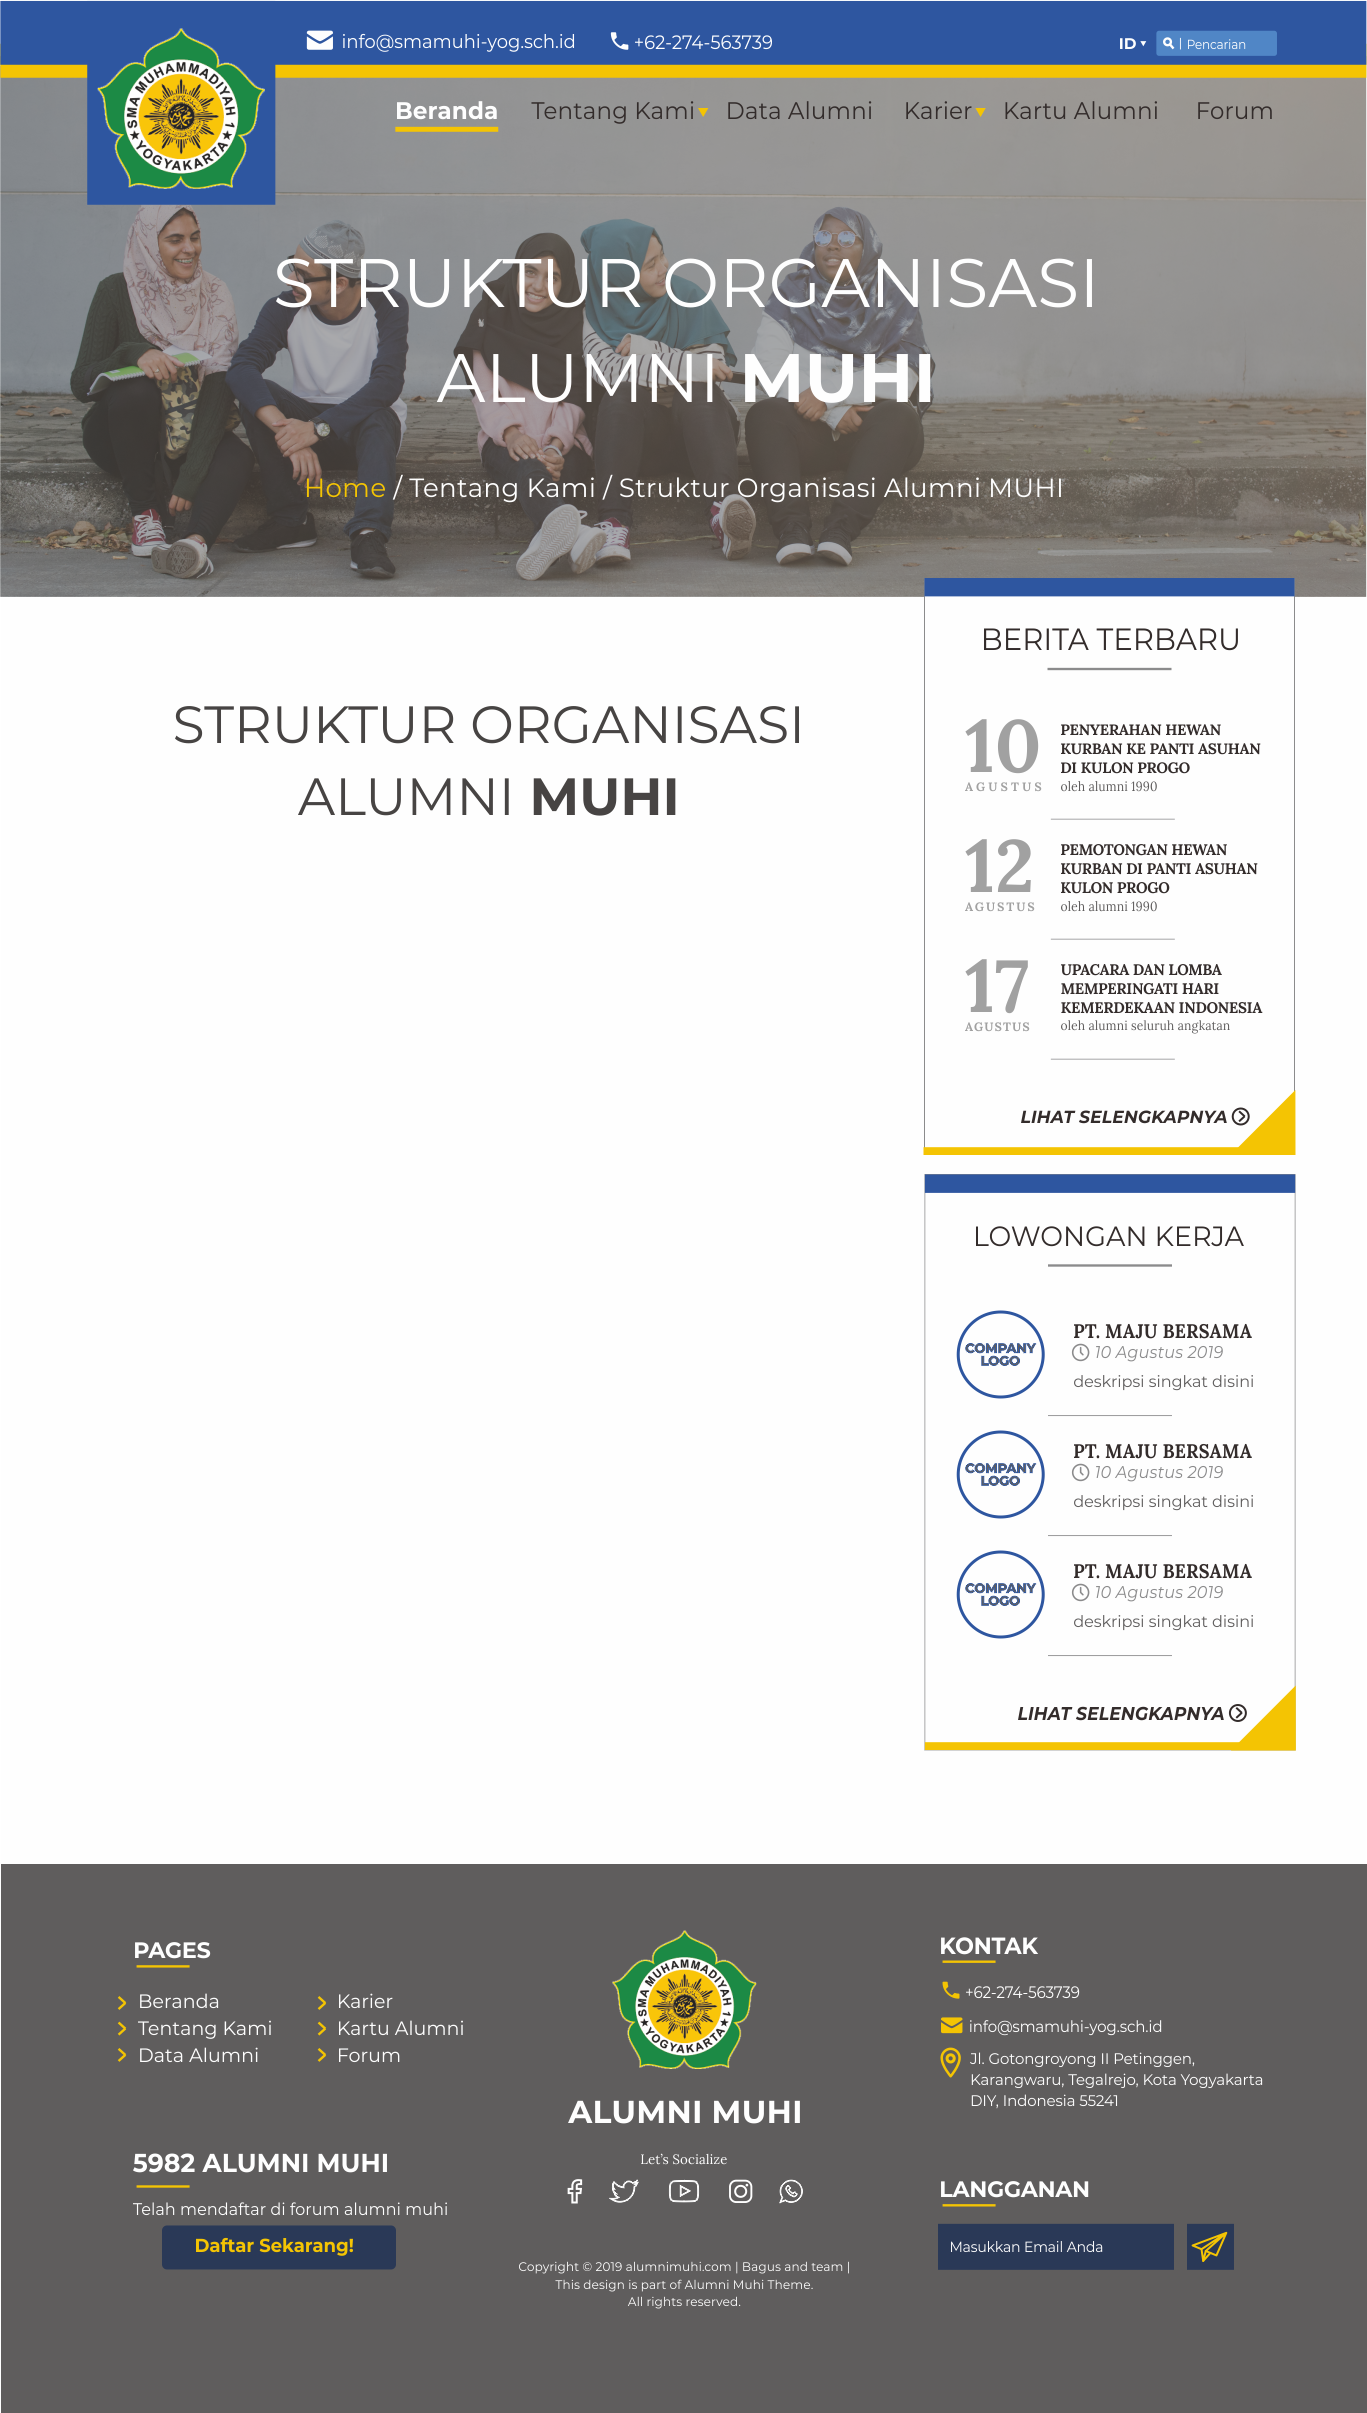 info@smamuhi-yog.sch.id
+62-274-563739
ID
Pencarian
SMA MUHAMMADIYAH 1
YOGYAKARTA
Beranda
Tentang Kami
Data Alumni
Karier
Kartu Alumni
Forum
STRUKTUR ORGANISASI
ALUMNI MUHI
Home / Tentang Kami / Struktur Organisasi Alumni MUHI
STRUKTUR ORGANISASI
ALUMNI MUHI
BERITA TERBARU
10
AGUSTUS
PENYERAHAN HEWAN
KURBAN KE PANTI ASUHAN
DI KULON PROGO
oleh alumni 1990
12
AGUSTUS
PEMOTONGAN HEWAN
KURBAN DI PANTI ASUHAN
KULON PROGO
oleh alumni 1990
17
AGUSTUS
UPACARA DAN LOMBA
MEMPERINGATI HARI
KEMERDEKAAN INDONESIA
oleh alumni seluruh angkatan
LIHAT SELENGKAPNYA
LOWONGAN KERJA
COMPANY
LOGO
PT. MAJU BERSAMA
10 Agustus 2019
deskripsi singkat disini
COMPANY
LOGO
PT. MAJU BERSAMA
10 Agustus 2019
deskripsi singkat disini
COMPANY
LOGO
PT. MAJU BERSAMA
10 Agustus 2019
deskripsi singkat disini
LIHAT SELENGKAPNYA
PAGES
Beranda
Tentang Kami
Data Alumni
Karier
Kartu Alumni
Forum
5982 ALUMNI MUHI
Telah mendaftar di forum alumni muhi
Daftar Sekarang!
SMA MUHAMMADIYAH 1
YOGYAKARTA
ALUMNI MUHI
Let's Socialize
Copyright © 2019 alumnimuhi.com | Bagus and team |
This design is part of Alumni Muhi Theme.
All rights reserved.
KONTAK
+62-274-563739
info@smamuhi-yog.sch.id
Jl. Gotongroyong II Petinggen,
Karangwaru, Tegalrejo, Kota Yogyakarta
DIY, Indonesia 55241
LANGGANAN
Masukkan Email Anda